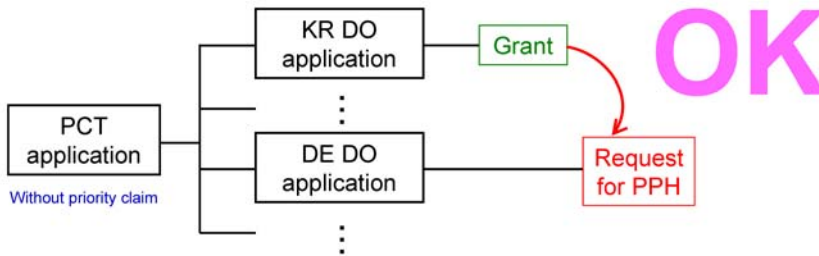 KR DO
application
Grant
OK
PCT
application
Without priority claim
DE DO
application
Request
for PPH